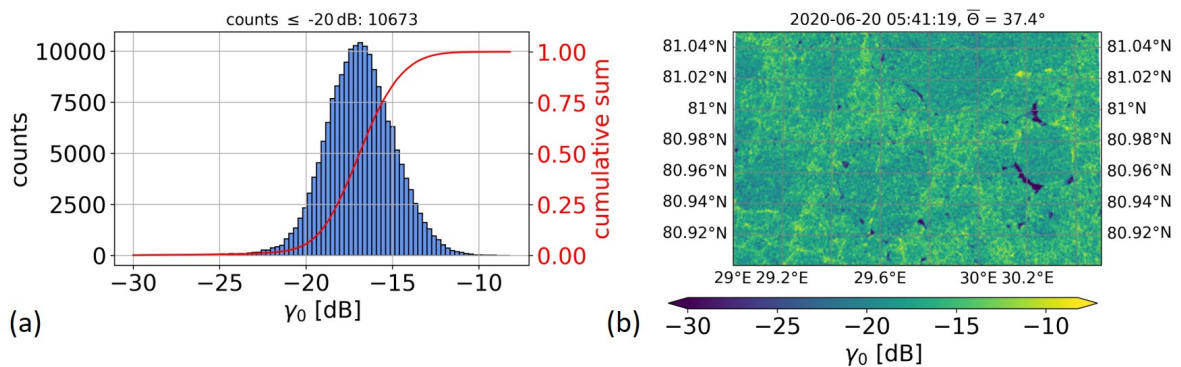 counts ≤ -20 dB: 10673
10000
7500
5000
2500
0
counts
1.00
0.75
0.50
0.25
0.00
cumulative sum
−30 −25 −20 −15 −10
γ₀ [dB]
(a)
2020-06-20 05:41:19, Θ̅ = 37.4°
81.04°N 81.04°N
81.02°N 81.02°N
81°N 81°N
80.98°N 80.98°N
80.96°N 80.96°N
80.94°N 80.94°N
80.92°N 80.92°N
29°E 29.2°E 29.6°E 30°E 30.2°E
−30 −25 −20 −15 −10
γ₀ [dB]
(b)